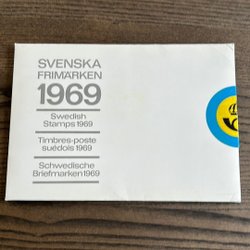 SVENSKA
FRIMÄRKEN
1969
Swedish
Stamps 1969
Timbres-poste
suédois 1969
Schwedische
Briefmarken 1969